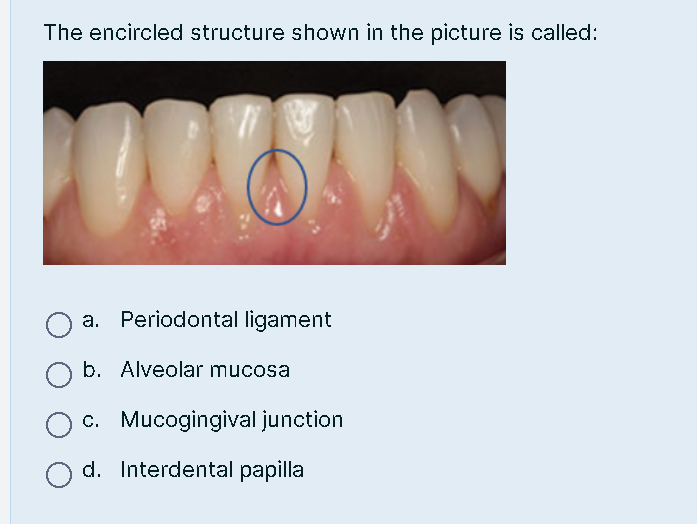 The encircled structure shown in the picture is called:
a. Periodontal ligament
b. Alveolar mucosa
c. Mucogingival junction
d. Interdental papilla